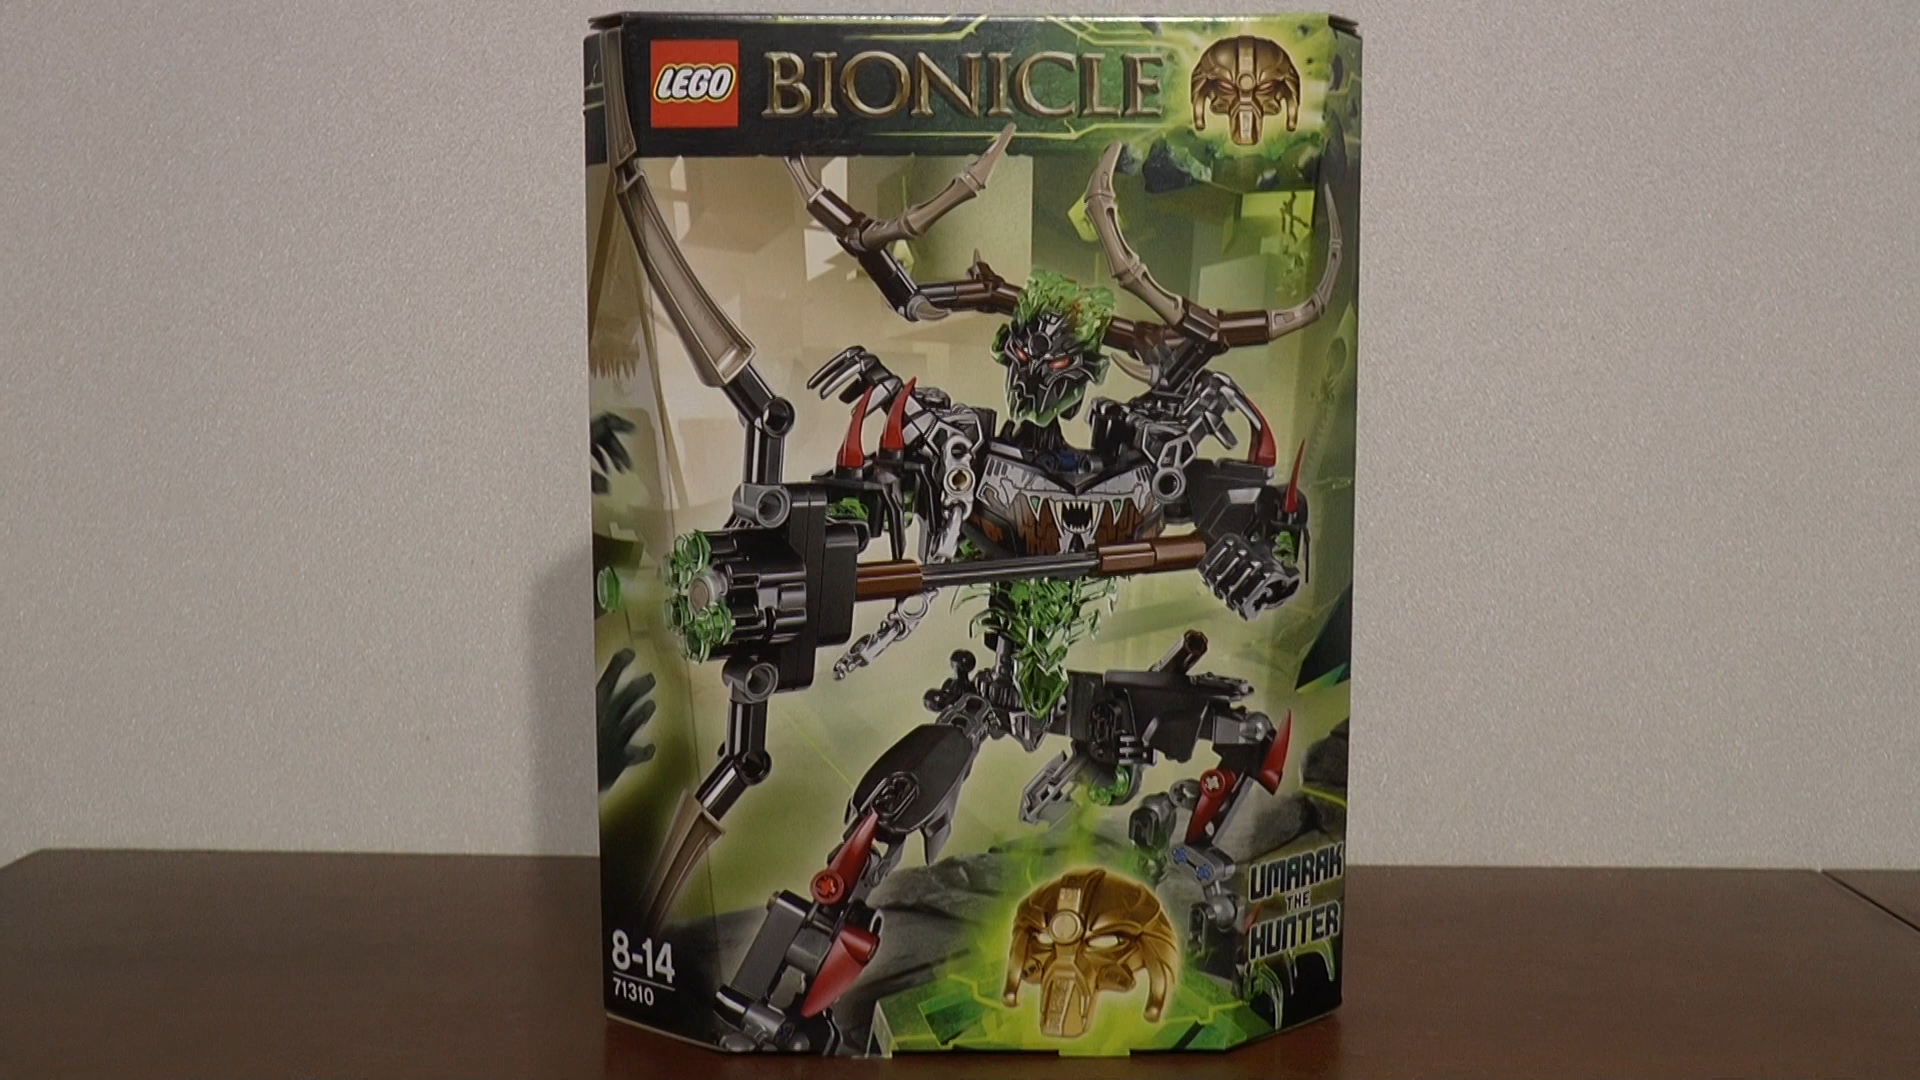 LEGO BIONICLE
UMARAK
THE
HUNTER
8-14
71310